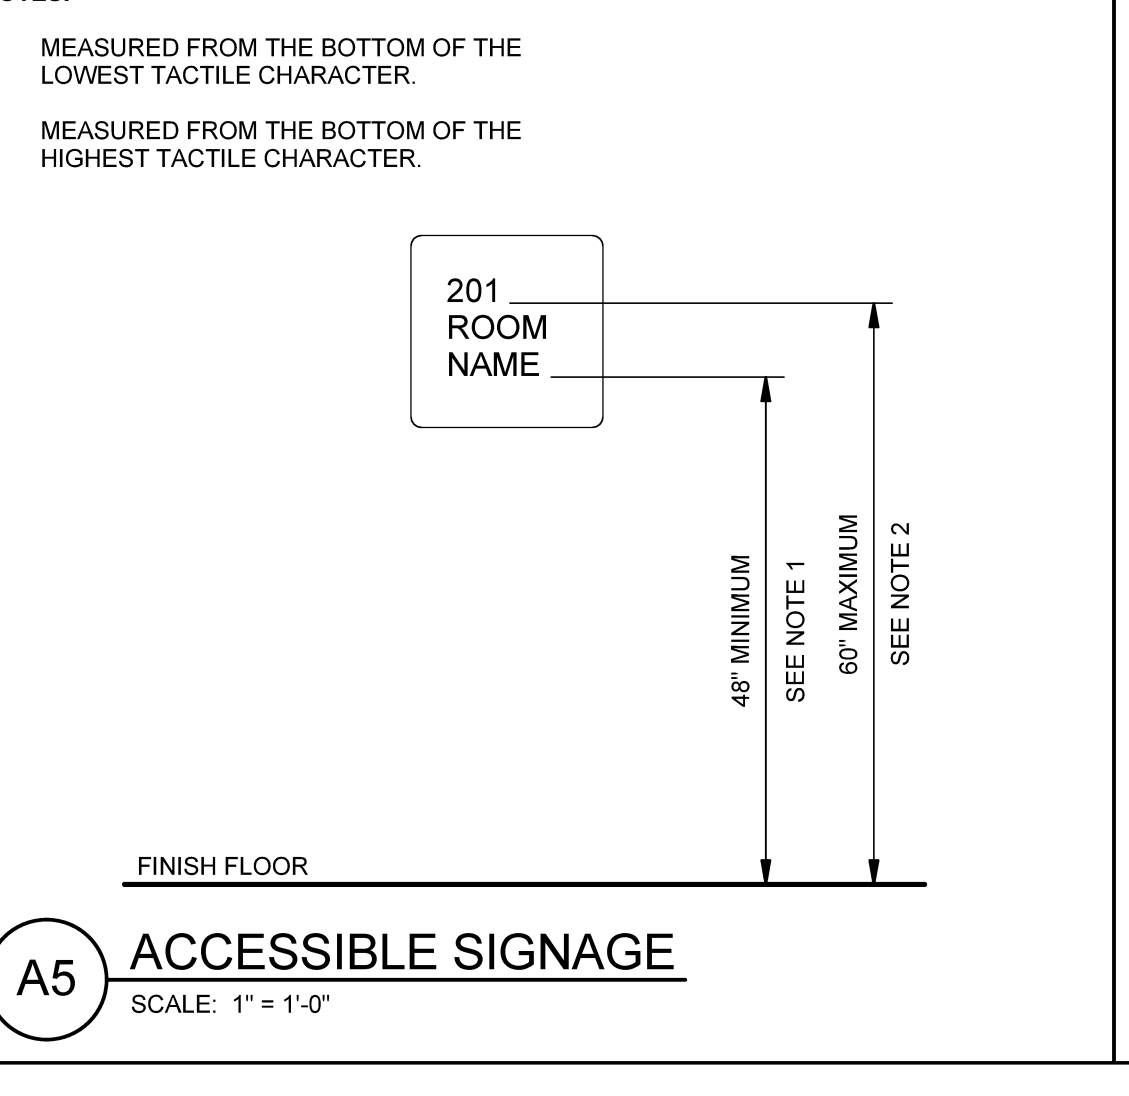 MEASURED FROM THE BOTTOM OF THE
LOWEST TACTILE CHARACTER.
MEASURED FROM THE BOTTOM OF THE
HIGHEST TACTILE CHARACTER.
201
ROOM
NAME
48" MINIMUM
SEE NOTE 1
60" MAXIMUM
SEE NOTE 2
FINISH FLOOR
A5
ACCESSIBLE SIGNAGE
SCALE: 1" = 1'-0"